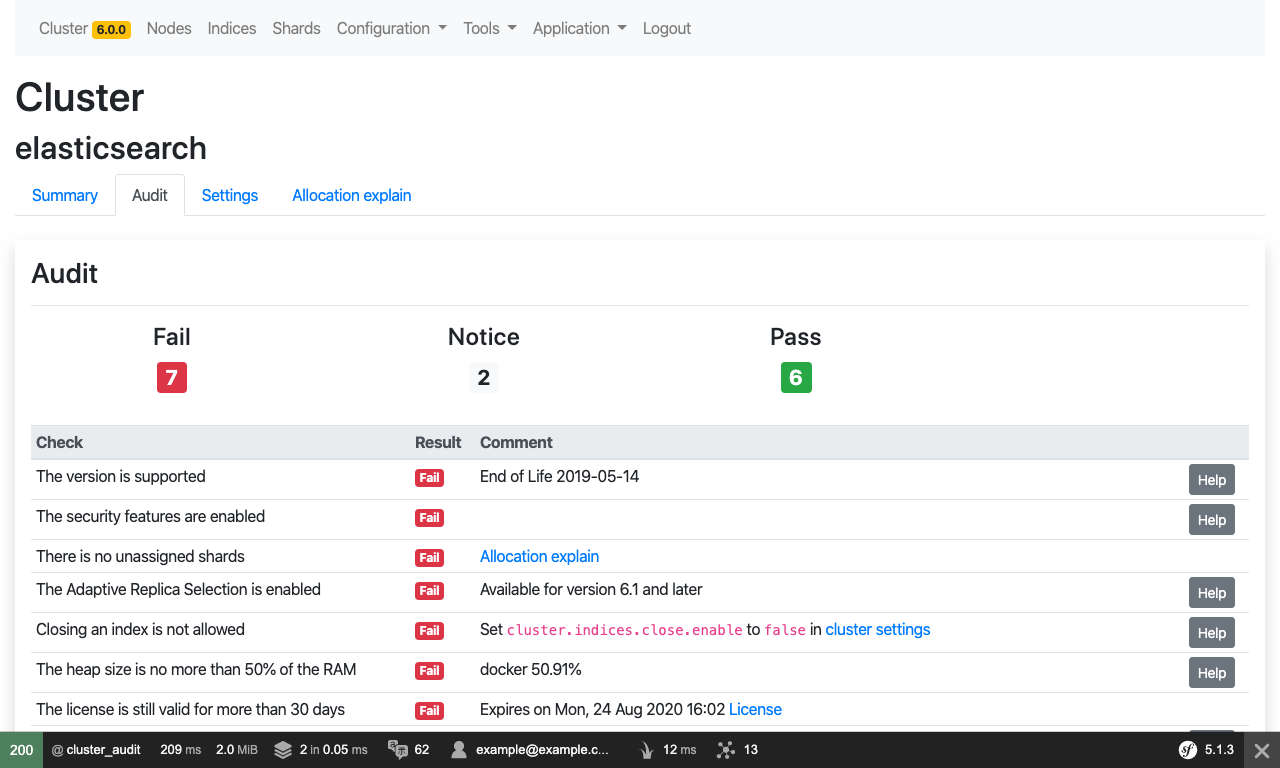 Cluster 6.0.0 Nodes Indices Shards Configuration Tools Application Logout
Cluster
elasticsearch
Summary Audit Settings Allocation explain
Audit
Fail Notice Pass
7 2 6
Check Result Comment
The version is supported Fail End of Life 2019-05-14 Help
The security features are enabled Fail Help
There is no unassigned shards Fail Allocation explain
The Adaptive Replica Selection is enabled Fail Available for version 6.1 and later Help
Closing an index is not allowed Fail Set cluster.indices.close.enable to false in cluster settings Help
The heap size is no more than 50% of the RAM Fail docker 50.91% Help
The license is still valid for more than 30 days Fail Expires on Mon, 24 Aug 2020 16:02 License
200 @ cluster_audit 209 ms 2.0 MiB 2 in 0.05 ms 62 example@example.c... 12 ms 13 sf 5.1.3